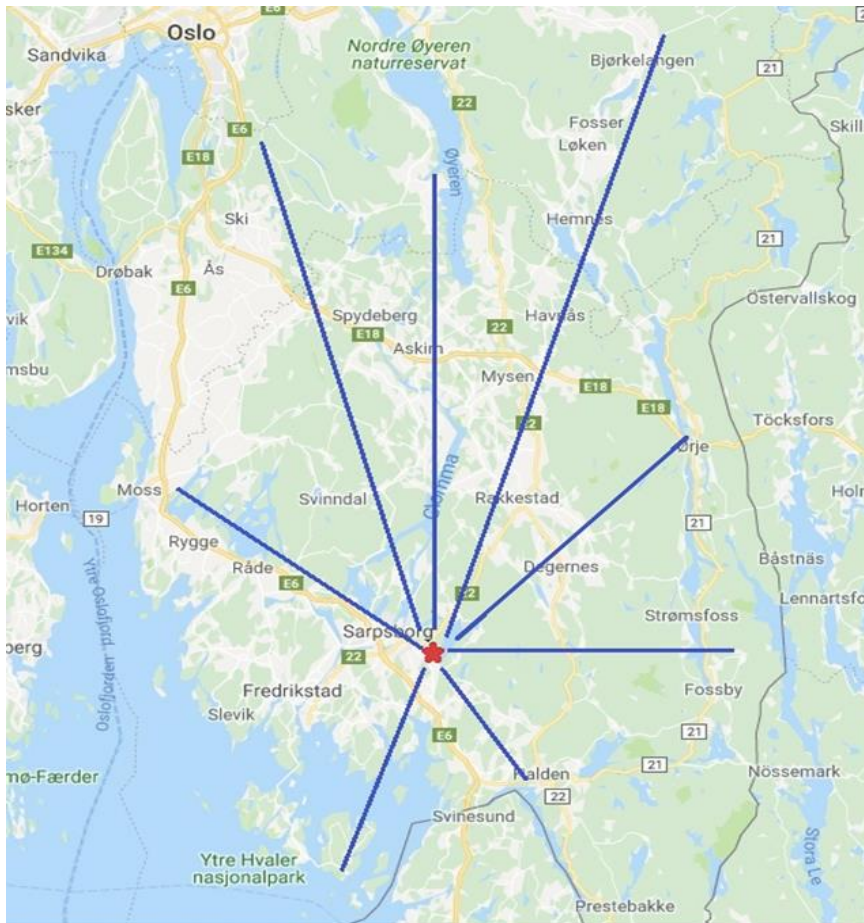 E6
Oslo
Sandvika
Nordre Øyeren
naturreservat
Bjørkelangen
21
21
22
sker
E6
E18
Fosser
Løken
Skill
Øyeren
Ski
Hemnes
21
E134
Drøbak
Ås
E6
Østervallskog
vik
Spydeberg
E18
Havnås
22
Askim
msbu
Mysen
E18
E18
22
Töcksfors
Ørje
Moss
Svinndal
Glomma
Rakkestad
Horten
19
21
Holm
Rygge
Båstnäs
Råde
E6
Degernes
22
Lennartsfo
Ytre Oslofjord
Strømsfoss
Sarpsborg
berg
22
Fredrikstad
Fossby
Oslofjorden
Slevik
E6
21
21
mø-Færder
Halden
Nössemark
22
Svinesund
Ytre Hvaler
nasjonalpark
Stora Le
Prestebakke